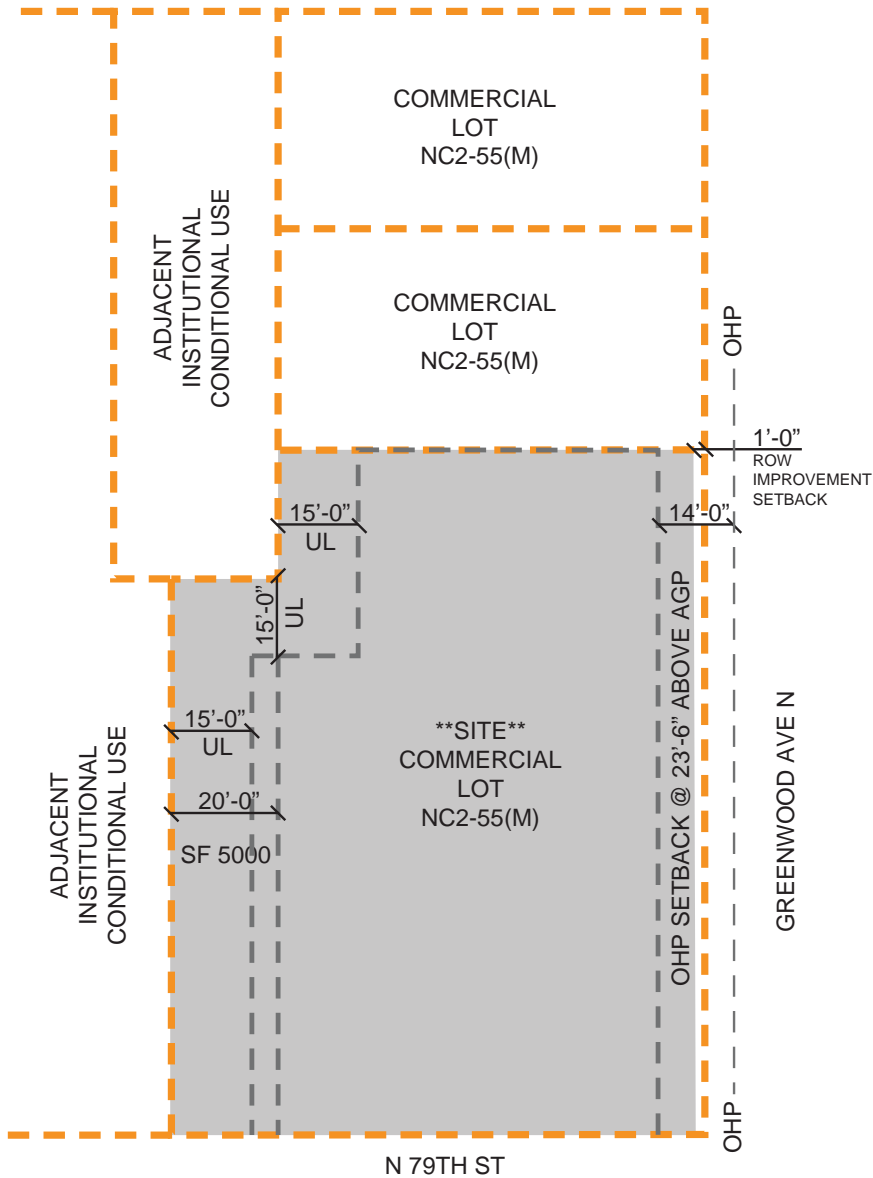 COMMERCIAL
LOT
NC2-55(M)
ADJACENT
INSTITUTIONAL
CONDITIONAL USE
COMMERCIAL
LOT
NC2-55(M)
OHP
1’-0”
ROW
IMPROVEMENT
SETBACK
15’-0”
UL
14’-0”
15’-0”
UL
OHP SETBACK @ 23’-6” ABOVE AGP
15’-0”
UL
**SITE**
COMMERCIAL
LOT
NC2-55(M)
20’-0”
SF 5000
ADJACENT
INSTITUTIONAL
CONDITIONAL USE
GREENWOOD AVE N
OHP
N 79TH ST